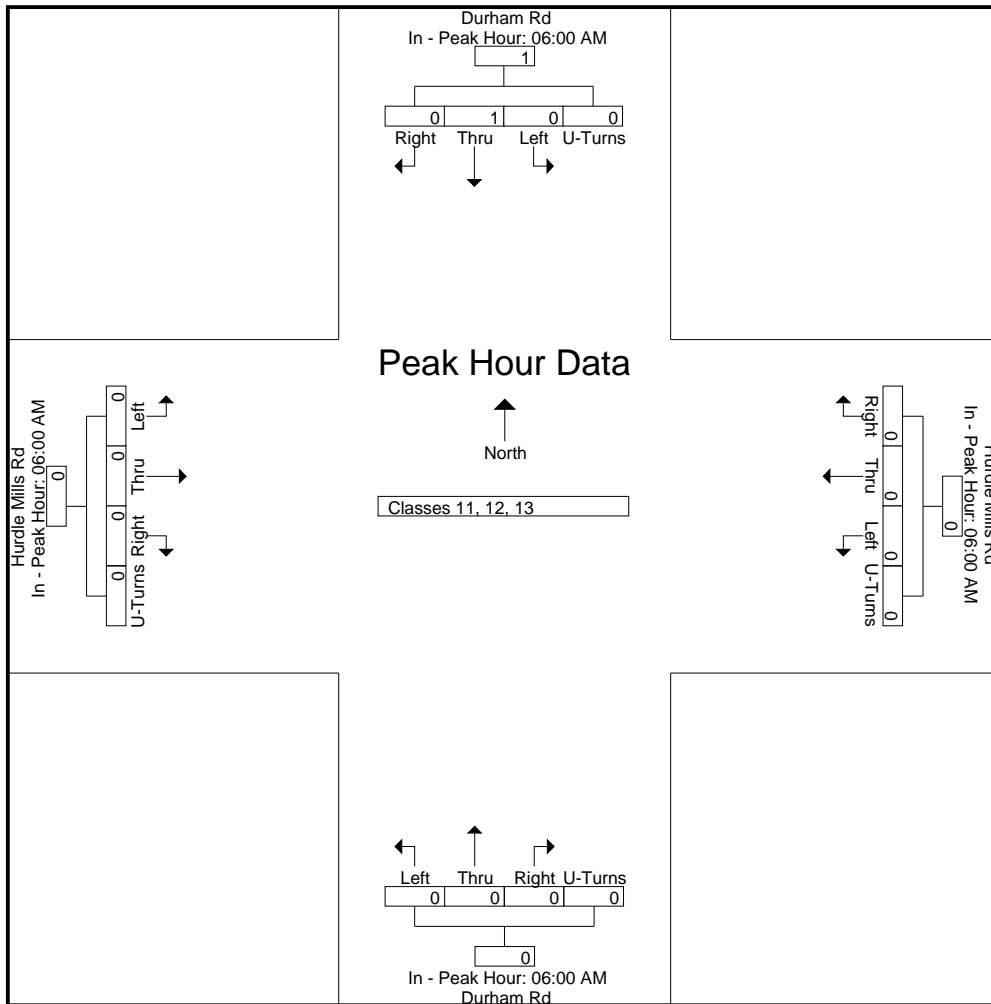 Durham Rd
In - Peak Hour: 06:00 AM
1
0 1 0 0
Right Thru Left U-Turns
Peak Hour Data
North
Classes 11, 12, 13
Hurdle Mills Rd
In - Peak Hour: 06:00 AM
0
0 0 0 0
Left Thru Right U-Turns
Right Thru Left U-Turns
0 0 0 0
0
In - Peak Hour: 06:00 AM
Hurdle Mills Rd
Left Thru Right U-Turns
0 0 0 0
0
In - Peak Hour: 06:00 AM
Durham Rd